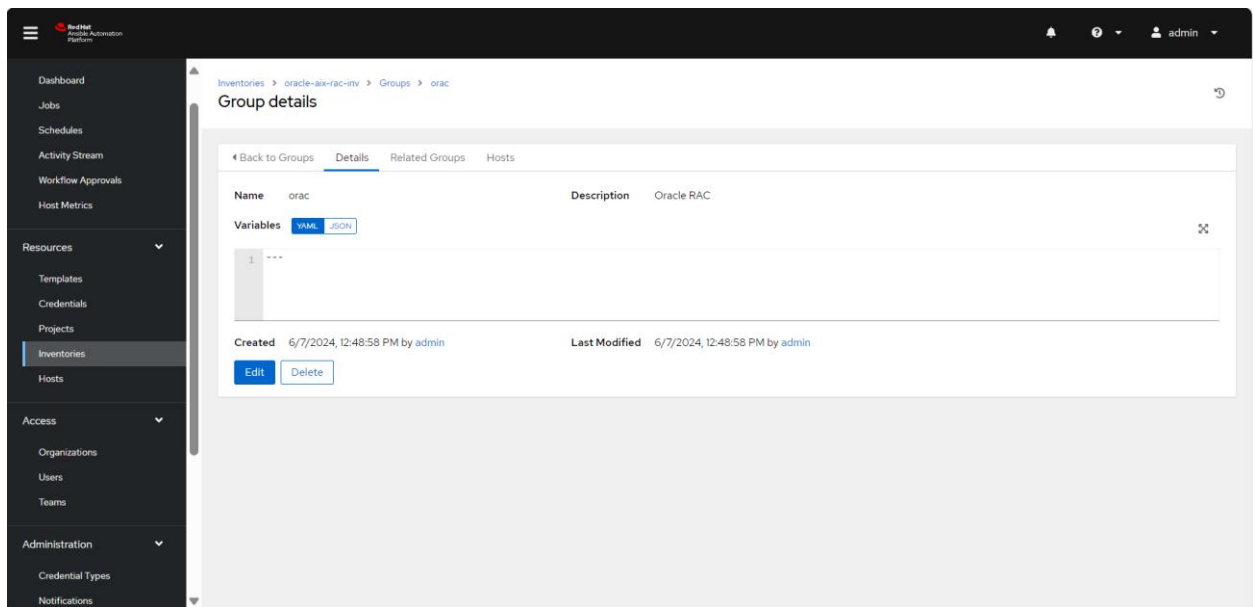 Red Hat
Ansible Automation
Platform
admin
Dashboard
Jobs
Schedules
Activity Stream
Workflow Approvals
Host Metrics
Resources
Templates
Credentials
Projects
Inventories
Hosts
Access
Organizations
Users
Teams
Administration
Credential Types
Notifications
Inventories > oracle-aix-rac-inv > Groups > orac
Group details
Back to Groups Details Related Groups Hosts
Name orac Description Oracle RAC
Variables YAML JSON
1 ---
Created 6/7/2024, 12:48:58 PM by admin Last Modified 6/7/2024, 12:48:58 PM by admin
Edit Delete